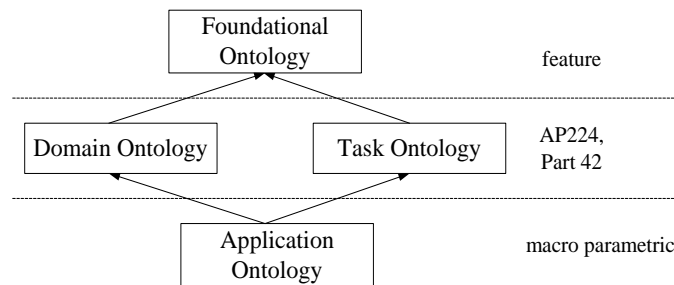 Foundational
Ontology
feature
Domain Ontology
Task Ontology
AP224,
Part 42
Application
Ontology
macro parametric